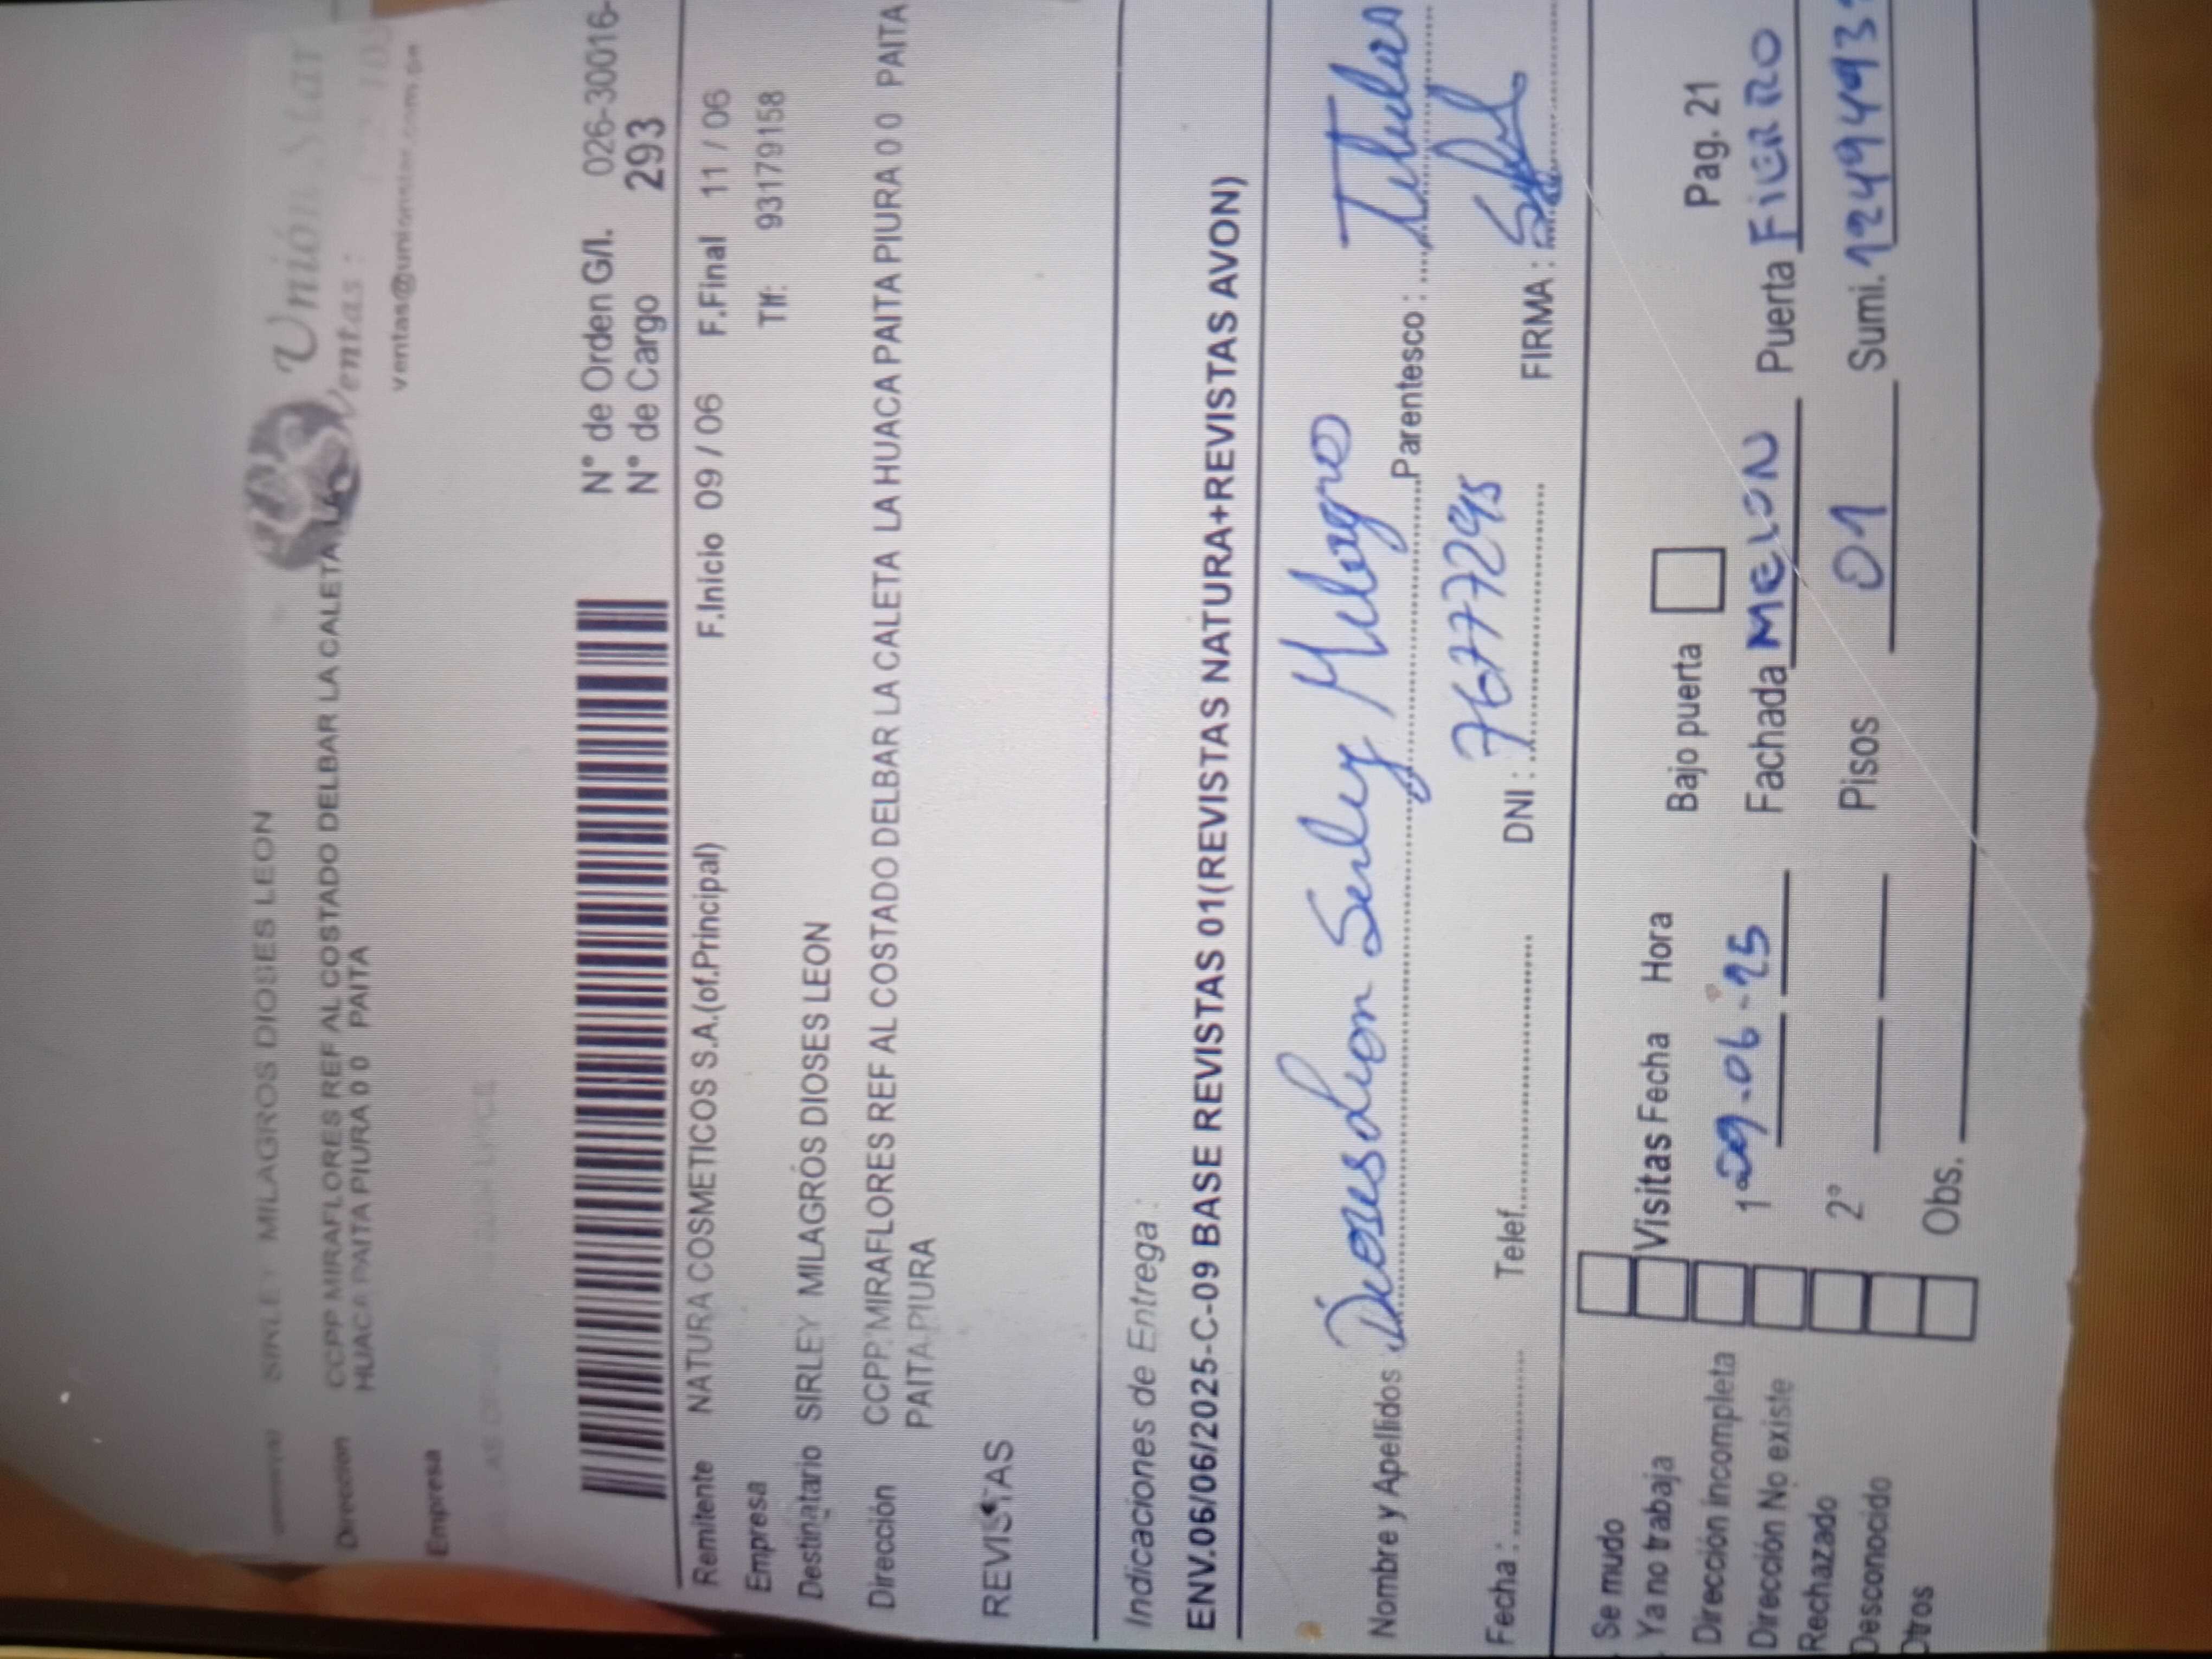 SIRLEY MILAGROS DIOSES LEON
Unión Star
Ventas :
ventas@unionstar.com.pe
Direccion CCPP MIRAFLORES REF AL COSTADO DELBAR LA CALETA LA
HUACA PAITA PIURA 0 0 PAITA
Empresa
N° de Orden G/I. 026-30016-
N° de Cargo 293
Remitente NATURA COSMETICOS S.A.(of.Principal) F.Inicio 09 / 06 F.Final 11 / 06
Empresa Tlf: 93179158
Destinatario SIRLEY MILAGROS DIOSES LEON
Dirección CCPP MIRAFLORES REF AL COSTADO DELBAR LA CALETA LA HUACA PAITA PIURA 0 0 PAITA
PAITA-PIURA
REVISTAS
Indicaciones de Entrega :
ENV.06/06/2025-C-09 BASE REVISTAS 01(REVISTAS NATURA+REVISTAS AVON)
Nombre y Apellidos Dioses Leon Sirley Milagros Parentesco : Titular
Fecha : Telef. DNI : 76777295 FIRMA :
Se mudo
Ya no trabaja Visitas Fecha Hora Bajo puerta Pag. 21
Dirección incompleta 1° 29-06-25 Fachada MELON Puerta FIERRO
Dirección No existe
Rechazado 2° Pisos 01 Sumi. 12494493
Desconocido
Otros Obs.